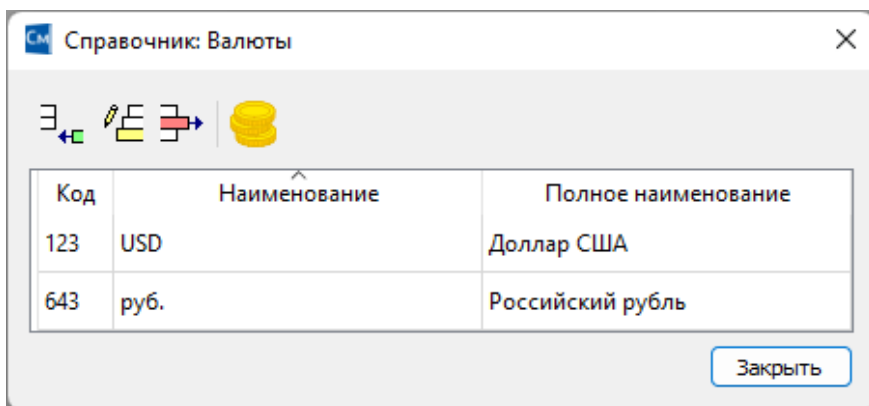 См Справочник: Валюты
Код Наименование Полное наименование
123 USD Доллар США
643 руб. Российский рубль
Закрыть